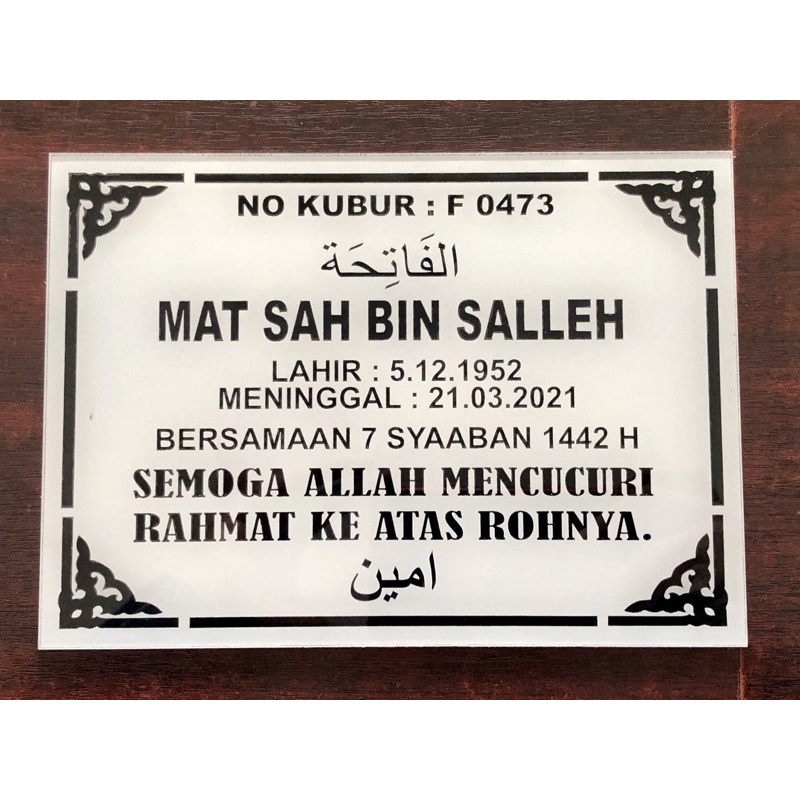 NO KUBUR : F 0473
الفَاتِحَة
MAT SAH BIN SALLEH
LAHIR : 5.12.1952
MENINGGAL : 21.03.2021
BERSAMAAN 7 SYAABAN 1442 H
SEMOGA ALLAH MENCUCURI
RAHMAT KE ATAS ROHNYA.
امين